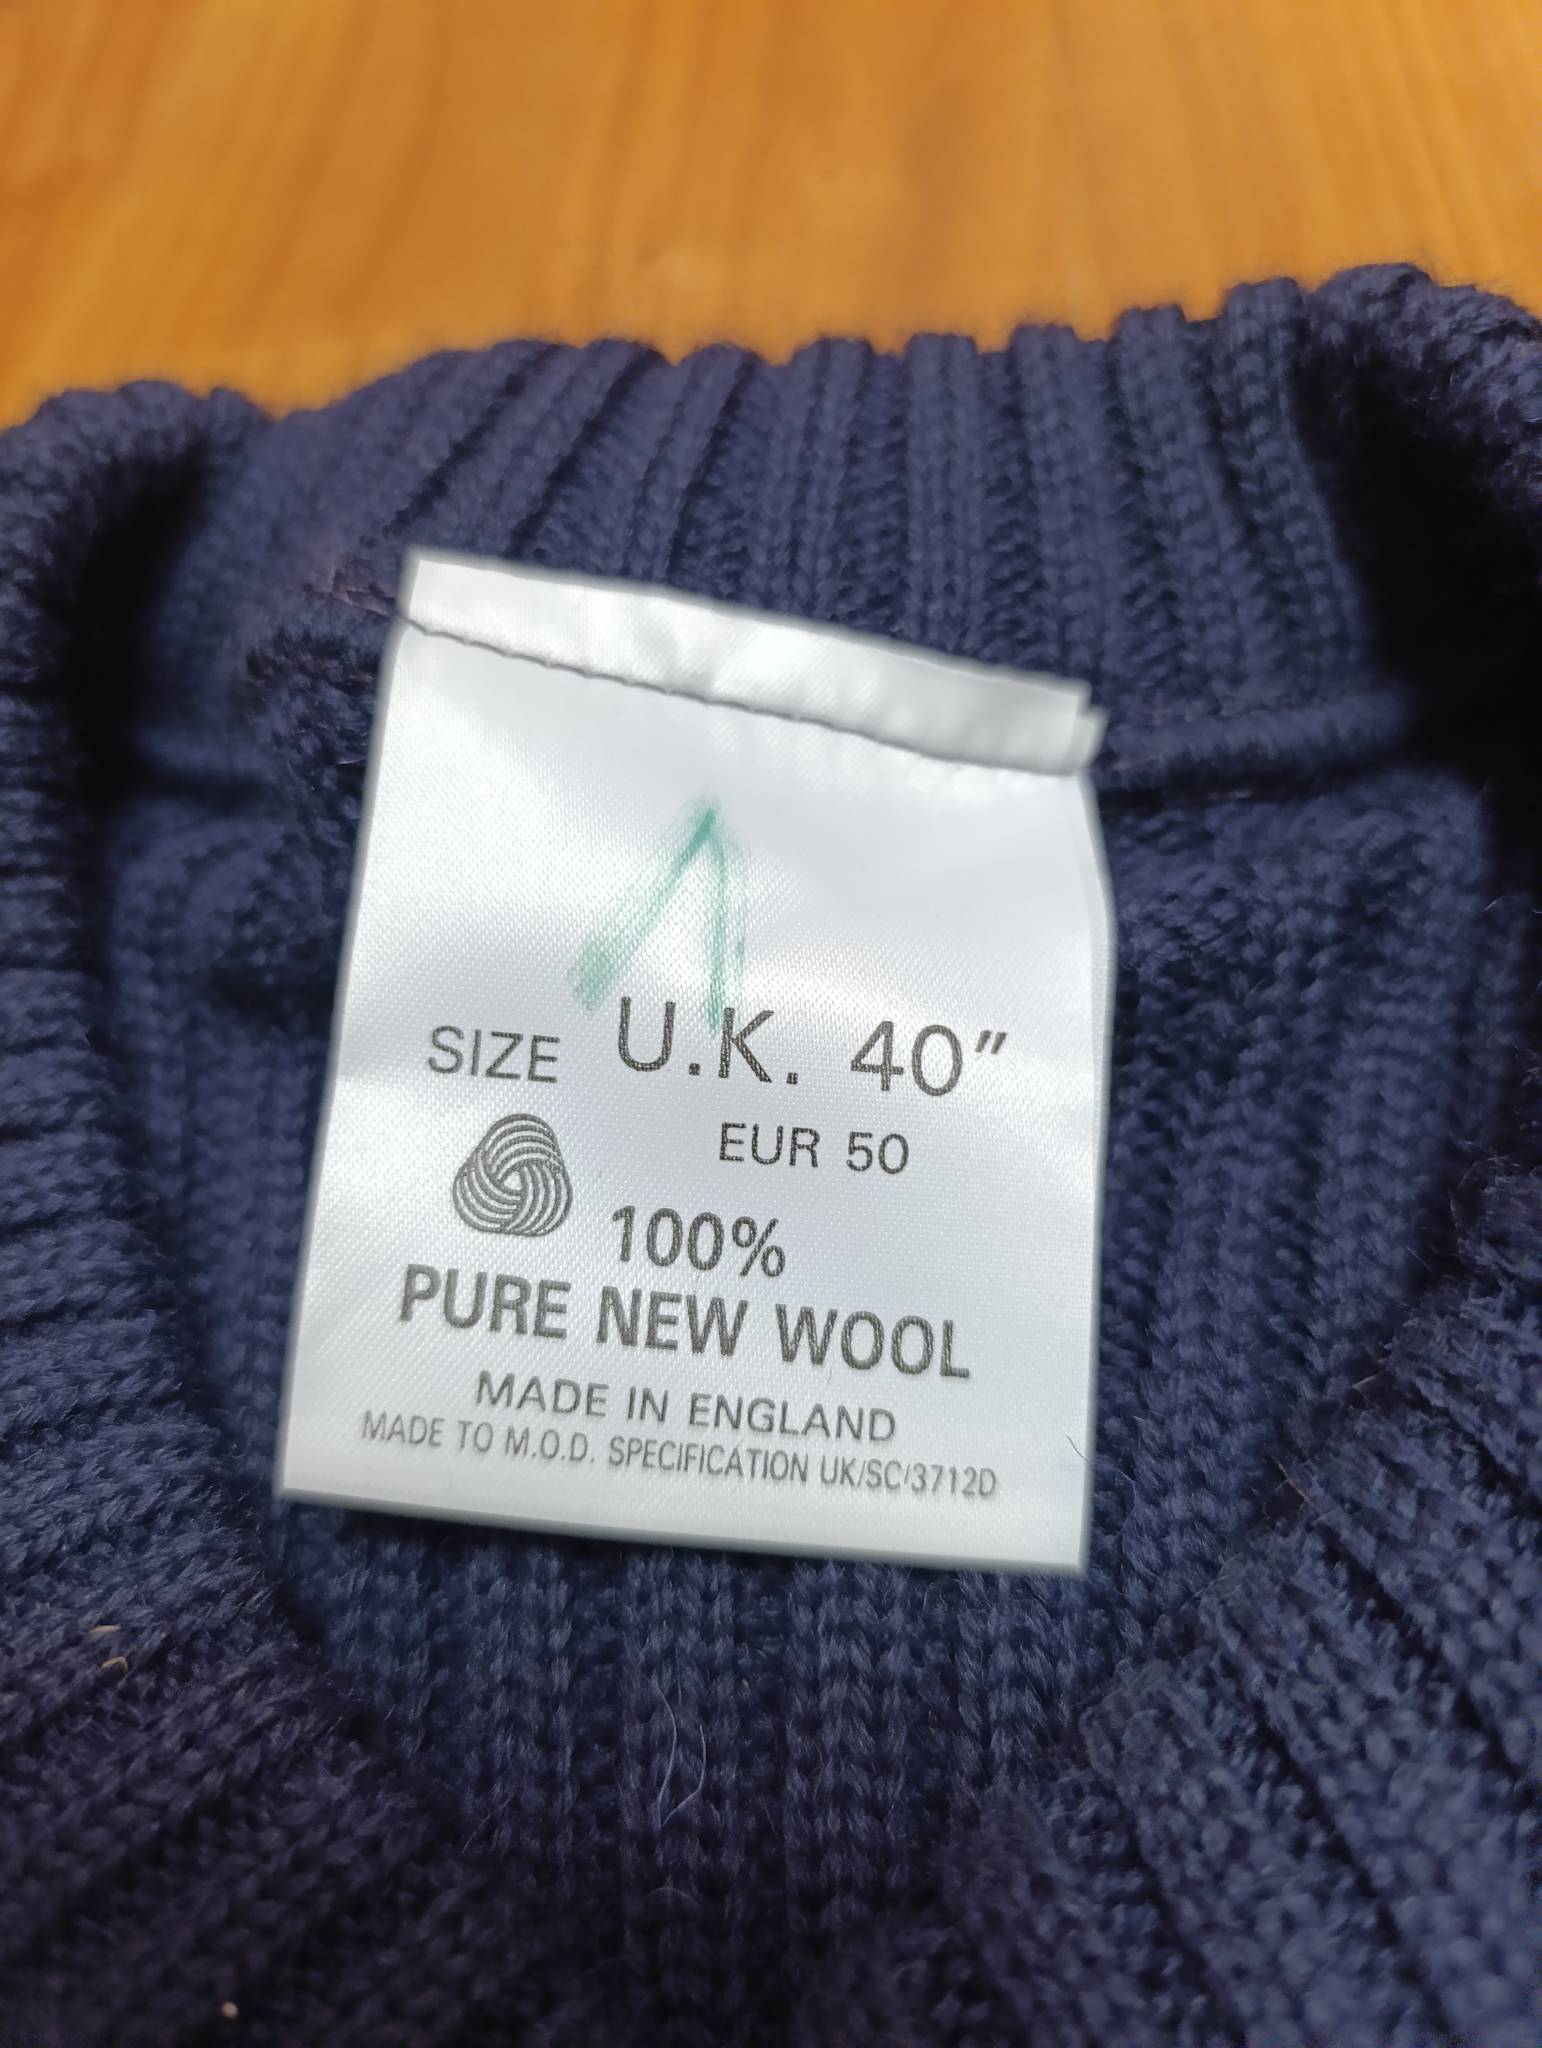 SIZE U.K. 40"
EUR 50
100%
PURE NEW WOOL
MADE IN ENGLAND
MADE TO M.O.D. SPECIFICATION UK/SC/3712D